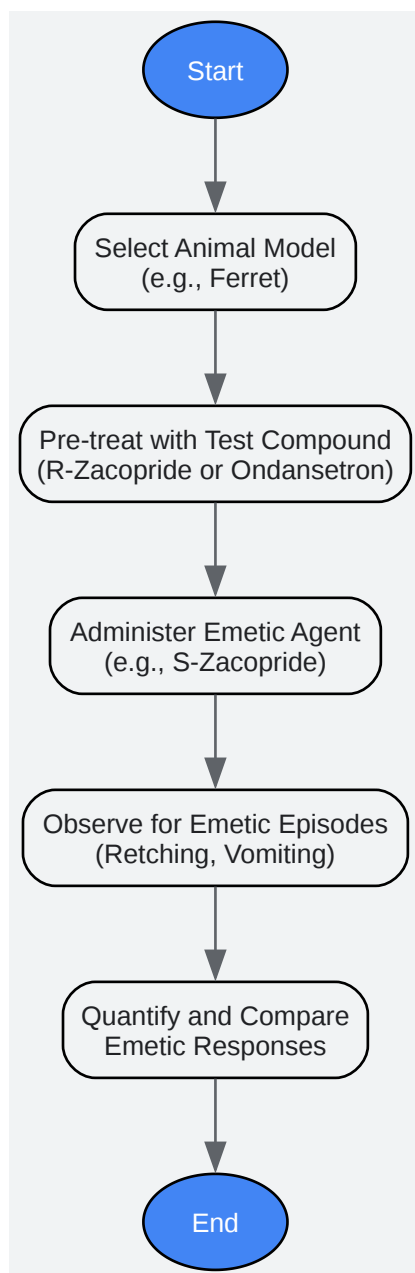 Start
Select Animal Model
(e.g., Ferret)
Pre-treat with Test Compound
(R-Zacopride or Ondansetron)
Administer Emetic Agent
(e.g., S-Zacopride)
Observe for Emetic Episodes
(Retching, Vomiting)
Quantify and Compare
Emetic Responses
End